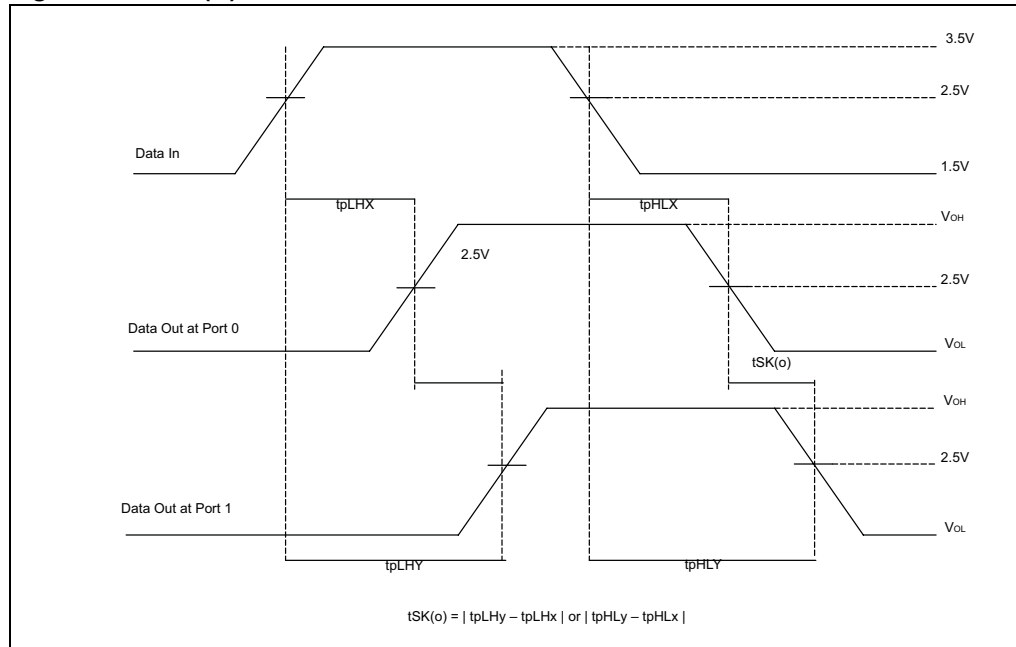 3.5V
2.5V
Data In
1.5V
tpLHX
tpHLX
VOH
2.5V
2.5V
Data Out at Port 0
VOL
tSK(o)
VOH
2.5V
Data Out at Port 1
VOL
tpLHY
tpHLY
tSK(o) = | tpLHy – tpLHx | or | tpHLy – tpHLx |